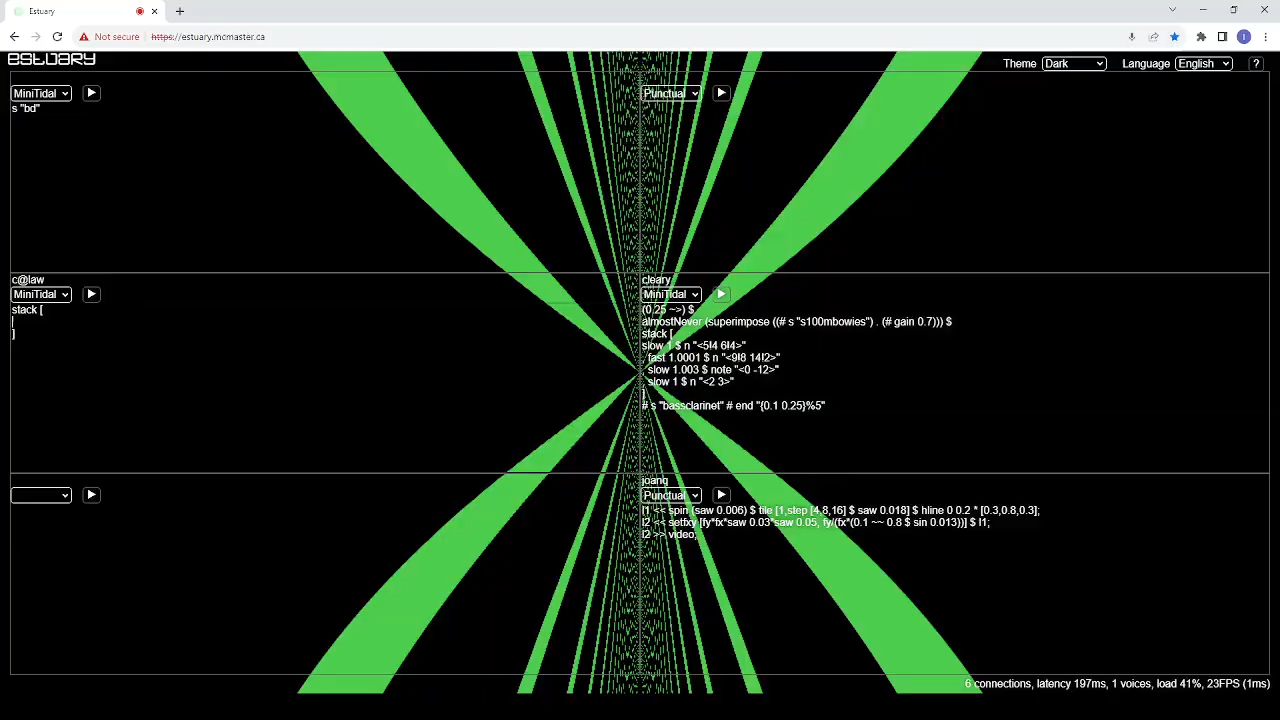 Estuary
Not secure https://estuary.mcmaster.ca
ESTUARY
Theme Dark Language English ?
MiniTidal
s "bd"
Punctual
c@law
MiniTidal
stack [
]
cleary
MiniTidal
(0.25 ~>) $
almostNever (superimpose ((# s "s100mbowies") . (# gain 0.7))) $
stack [
slow 1 $ n "<5!4 6!4>"
, fast 1.0001 $ n "<9!8 14!2>"
, slow 1.003 $ note "<0 -12>"
, slow 1 $ n "<2 3>"
]
# s "bassclarinet" # end "{0.1 0.25}%5"
joang
Punctual
l1 << spin (saw 0.006) $ tile [1,step [4,8,16] $ saw 0.018] $ hline 0 0.2 * [0.3,0.8,0.3];
l2 << setfxy [fy*fx*saw 0.03*saw 0.05, fy/(fx*(0.1 ~~ 0.8 $ sin 0.013))] $ l1;
l2 >> video;
6 connections, latency 197ms, 1 voices, load 41%, 23FPS (1ms)